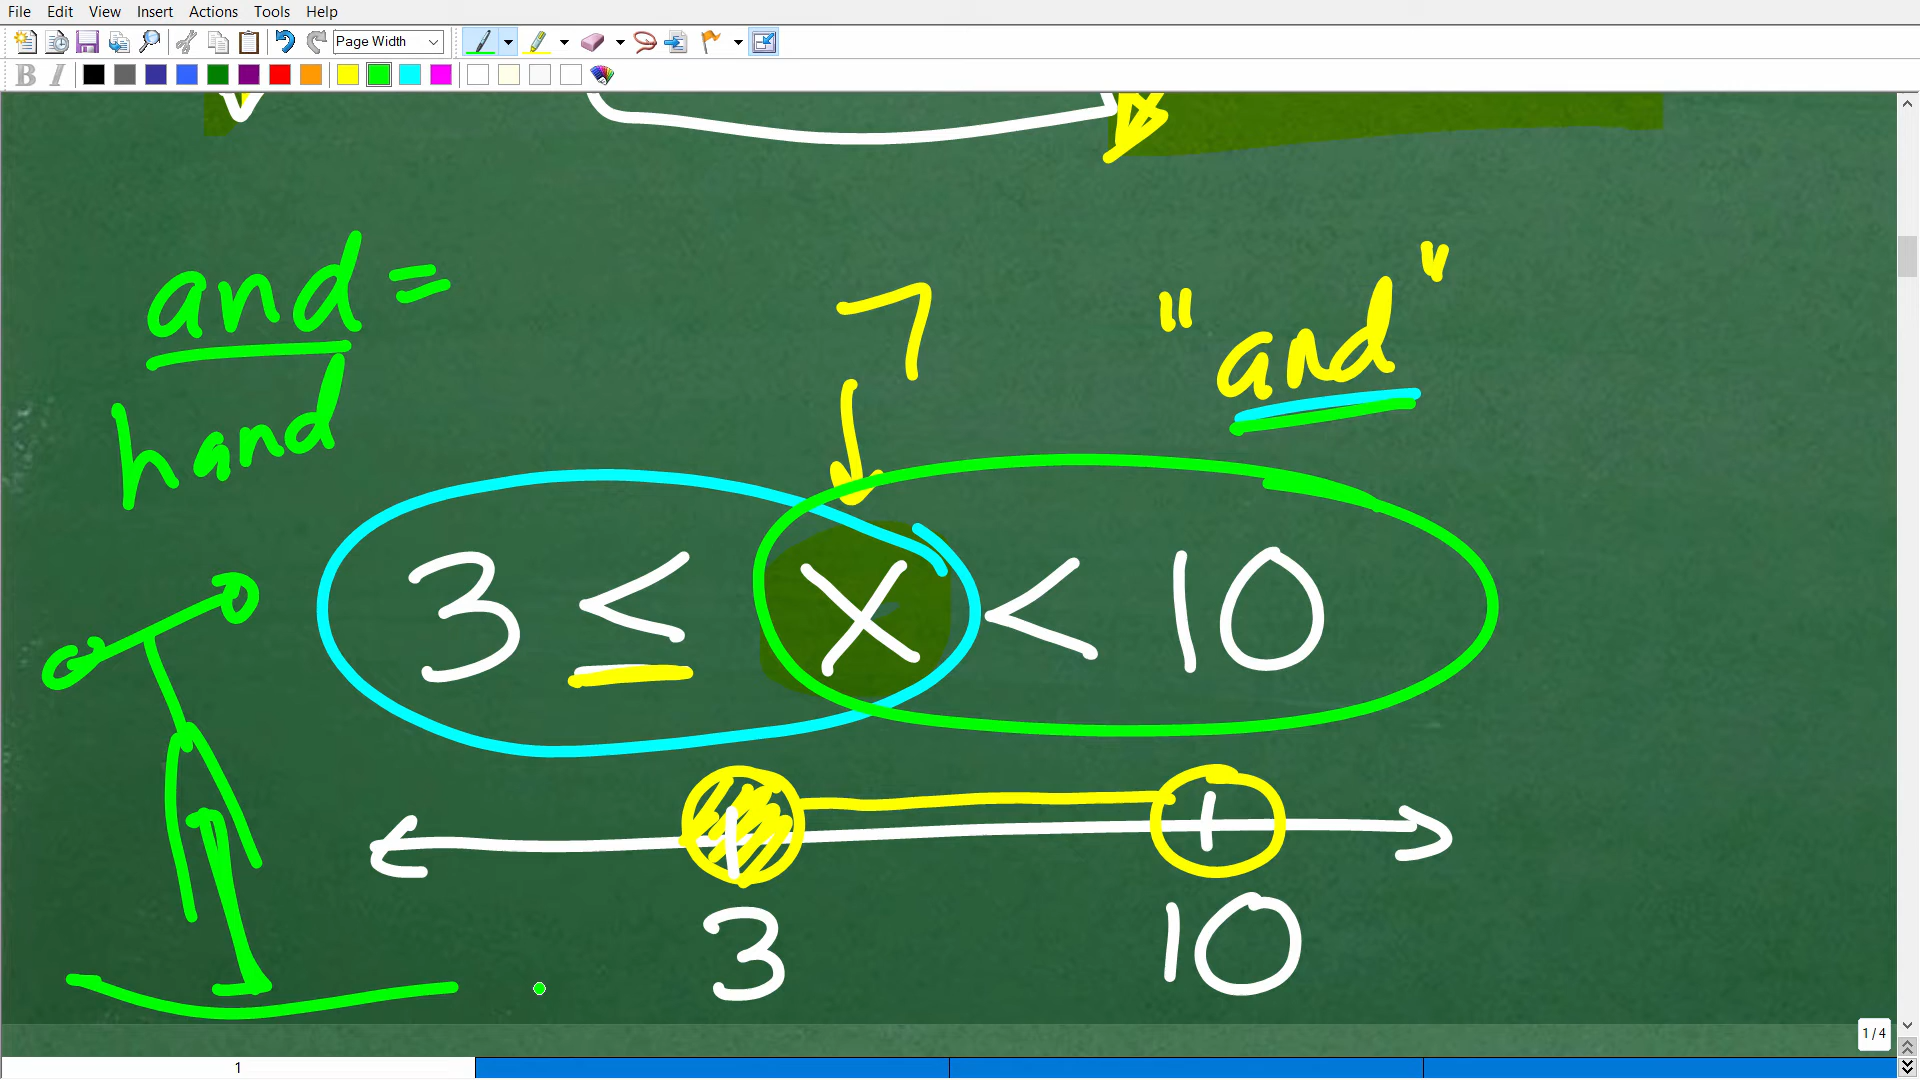 File Edit View Insert Actions Tools Help
Page Width
B I
and =
hand
7
"and"
3 ≤ x < 10
3 10
1 / 4
1